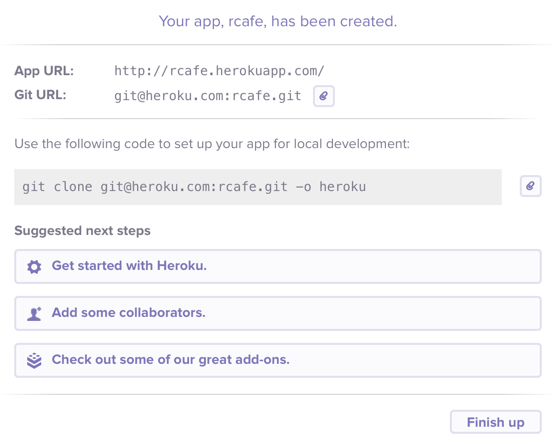 Your app, rcafe, has been created.
App URL: http://rcafe.herokuapp.com/
Git URL: git@heroku.com:rcafe.git
Use the following code to set up your app for local development:
git clone git@heroku.com:rcafe.git -o heroku
Suggested next steps
Get started with Heroku.
Add some collaborators.
Check out some of our great add-ons.
Finish up